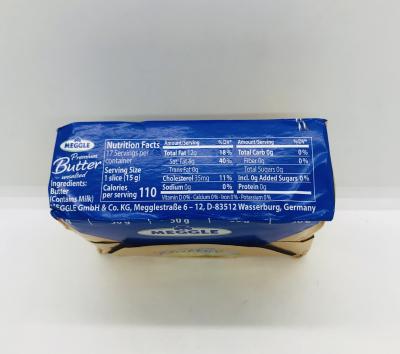 MEGGLE
Premium
Butter
unsalted
Ingredients:
Butter
(Contains Milk)
Nutrition Facts
17 Servings per
container
Serving Size
1 slice (15 g)
Calories
per serving 110
Amount/Serving %DV*
Total Fat 12g 18%
Sat. Fat 8g 40%
Trans Fat 0g
Cholesterol 35mg 11%
Sodium 0g 0%
Amount/Serving %DV*
Total Carb 0g 0%
Fiber 0g 0%
Total Sugars 0g
Incl. 0g Added Sugars 0%
Protein 0g
Vitamin D 0% · Calcium 0% · Iron 0% · Potassium 0%
MEGGLE GmbH & Co. KG, Megglestraße 6 – 12, D-83512 Wasserburg, Germany
50 g
MEGGLE